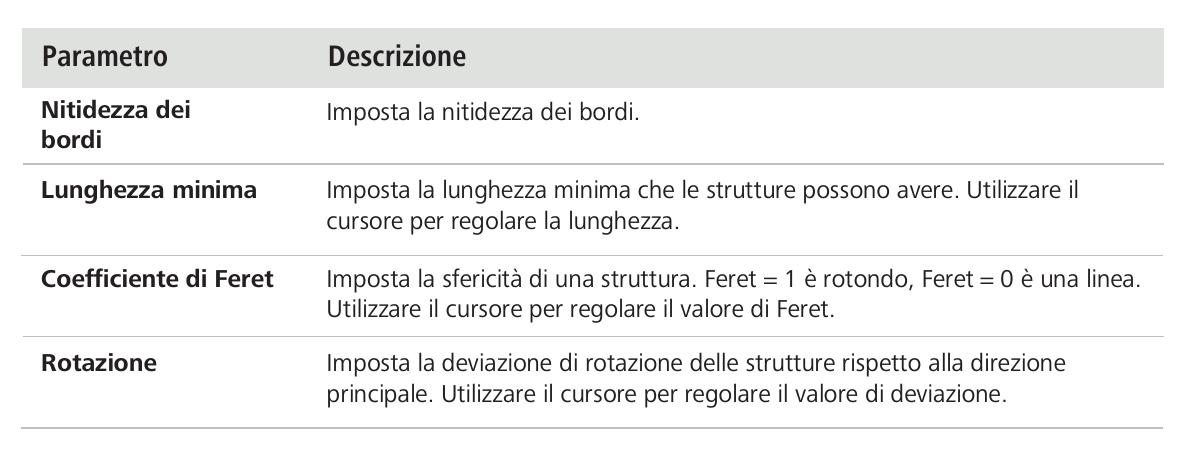 Parametro Descrizione
Nitidezza dei Imposta la nitidezza dei bordi.
bordi
Lunghezza minima Imposta la lunghezza minima che le strutture possono avere. Utilizzare il
cursore per regolare la lunghezza.
Coefficiente di Feret Imposta la sfericità di una struttura. Feret = 1 è rotondo, Feret = 0 è una linea.
Utilizzare il cursore per regolare il valore di Feret.
Rotazione Imposta la deviazione di rotazione delle strutture rispetto alla direzione
principale. Utilizzare il cursore per regolare il valore di deviazione.